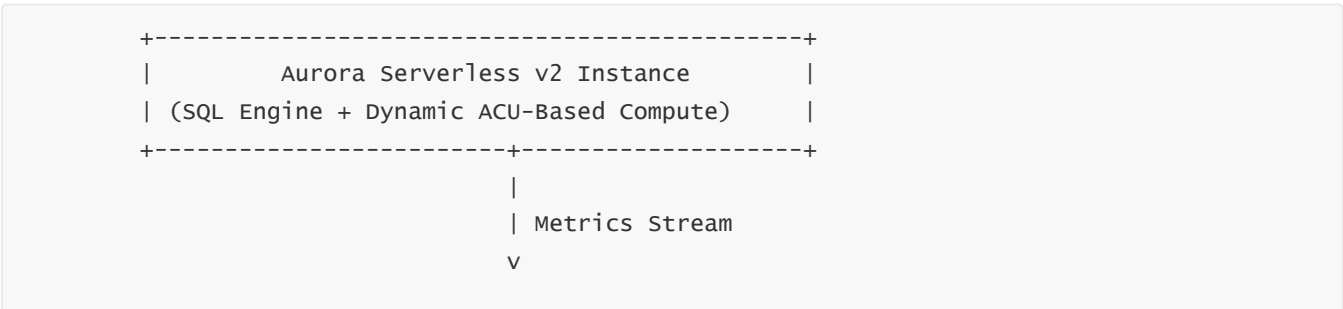 +----------------------------------------------+
|         Aurora Serverless v2 Instance        |
| (SQL Engine + Dynamic ACU-Based Compute)     |
+-------------------------+--------------------+
                          |
                          | Metrics Stream
                          v